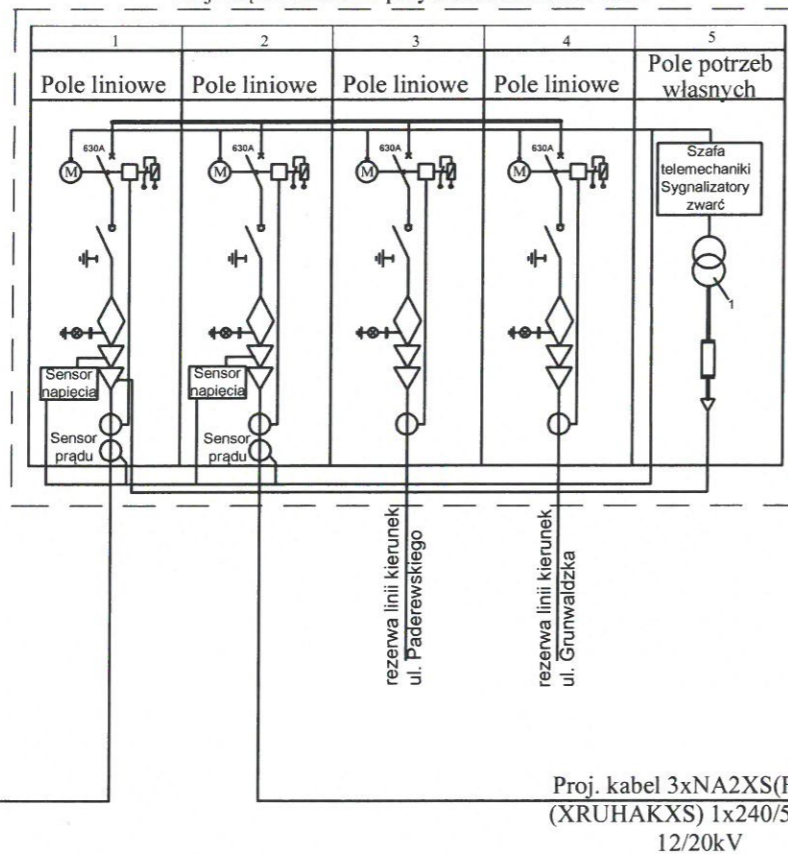 1
2
3
4
5
Pole liniowe
Pole liniowe
Pole liniowe
Pole liniowe
Pole potrzeb
własnych
630A
630A
630A
630A
M
M
M
M
Szafa
telemechaniki
Sygnalizatory
zwarć
1
Sensor
napięcia
Sensor
napięcia
Sensor
prądu
Sensor
prądu
rezerwa linii kierunek
ul. Paderewskiego
rezerwa linii kierunek
ul. Grunwaldzka
Proj. kabel 3xNA2XS(
(XRUHAKXS) 1x240/5
12/20kV